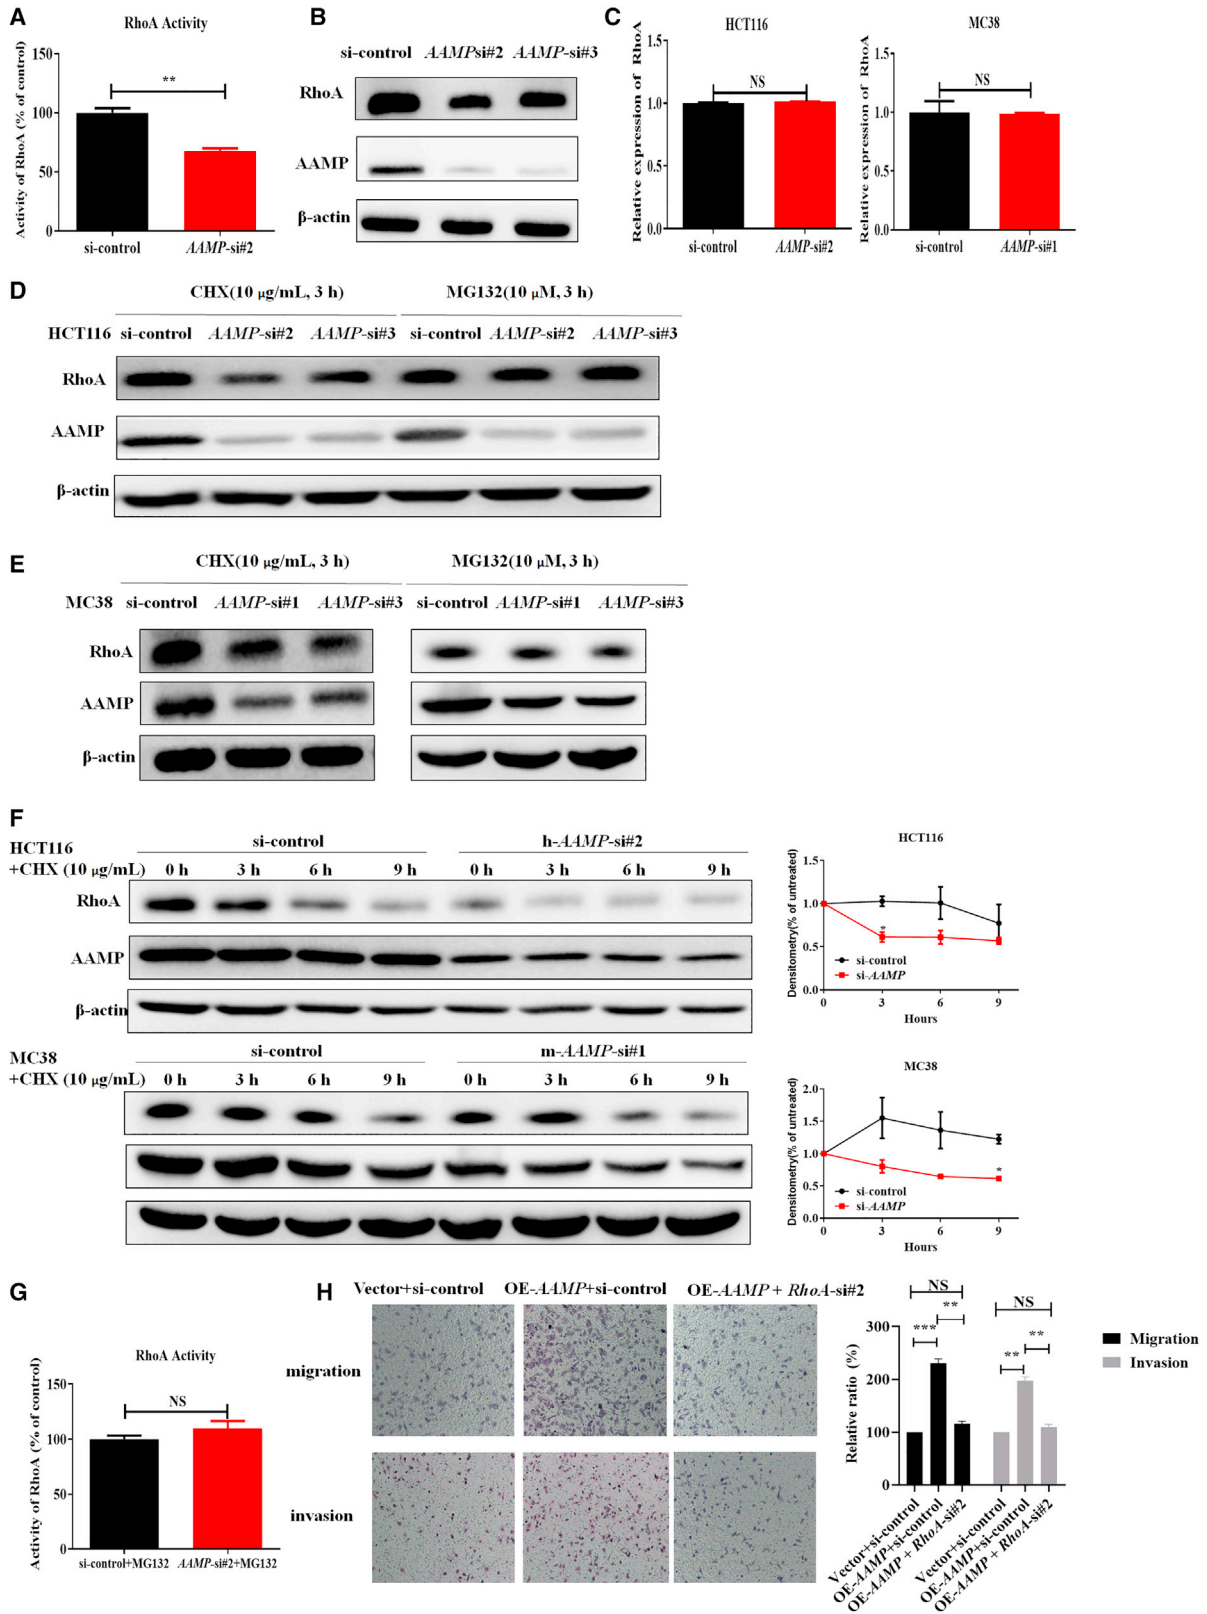 A
RhoA Activity
Activity of RhoA (% of control)
150
100
50
0
**
si-control
AAMP-si#2
B
si-control AAMPsi#2 AAMP-si#3
RhoA
AAMP
β-actin
C
HCT116
Relative expression of RhoA
1.5
1.0
0.5
0.0
NS
si-control
AAMP-si#2
MC38
Relative expression of RhoA
1.5
1.0
0.5
0.0
NS
si-control
AAMP-si#1
D
CHX(10 μg/mL, 3 h) MG132(10 μM, 3 h)
HCT116 si-control AAMP-si#2 AAMP-si#3 si-control AAMP-si#2 AAMP-si#3
RhoA
AAMP
β-actin
E
CHX(10 μg/mL, 3 h) MG132(10 μM, 3 h)
MC38 si-control AAMP-si#1 AAMP-si#3 si-control AAMP-si#1 AAMP-si#3
RhoA
AAMP
β-actin
F
HCT116 si-control h-AAMP-si#2
+CHX (10 μg/mL) 0 h 3 h 6 h 9 h 0 h 3 h 6 h 9 h
RhoA
AAMP
β-actin
HCT116
Densitometry(% of untreated)
1.5
1.0
0.5
0.0
*
si-control
si-AAMP
0 3 6 9
Hours
MC38 si-control m-AAMP-si#1
+CHX (10 μg/mL) 0 h 3 h 6 h 9 h 0 h 3 h 6 h 9 h
MC38
Densitometry(% of untreated)
2.0
1.5
1.0
0.5
0.0
*
si-control
si-AAMP
0 3 6 9
Hours
G
RhoA Activity
Activity of RhoA (% of control)
150
100
50
0
NS
si-control+MG132
AAMP-si#2+MG132
H
Vector+si-control OE-AAMP+si-control OE-AAMP + RhoA-si#2
migration
invasion
Relative ratio (%)
300
200
100
0
NS
***
**
NS
**
**
Migration
Invasion
Vector+si-control
OE-AAMP+si-control
OE-AAMP + RhoA-si#2
Vector+si-control
OE-AAMP+si-control
OE-AAMP + RhoA-si#2